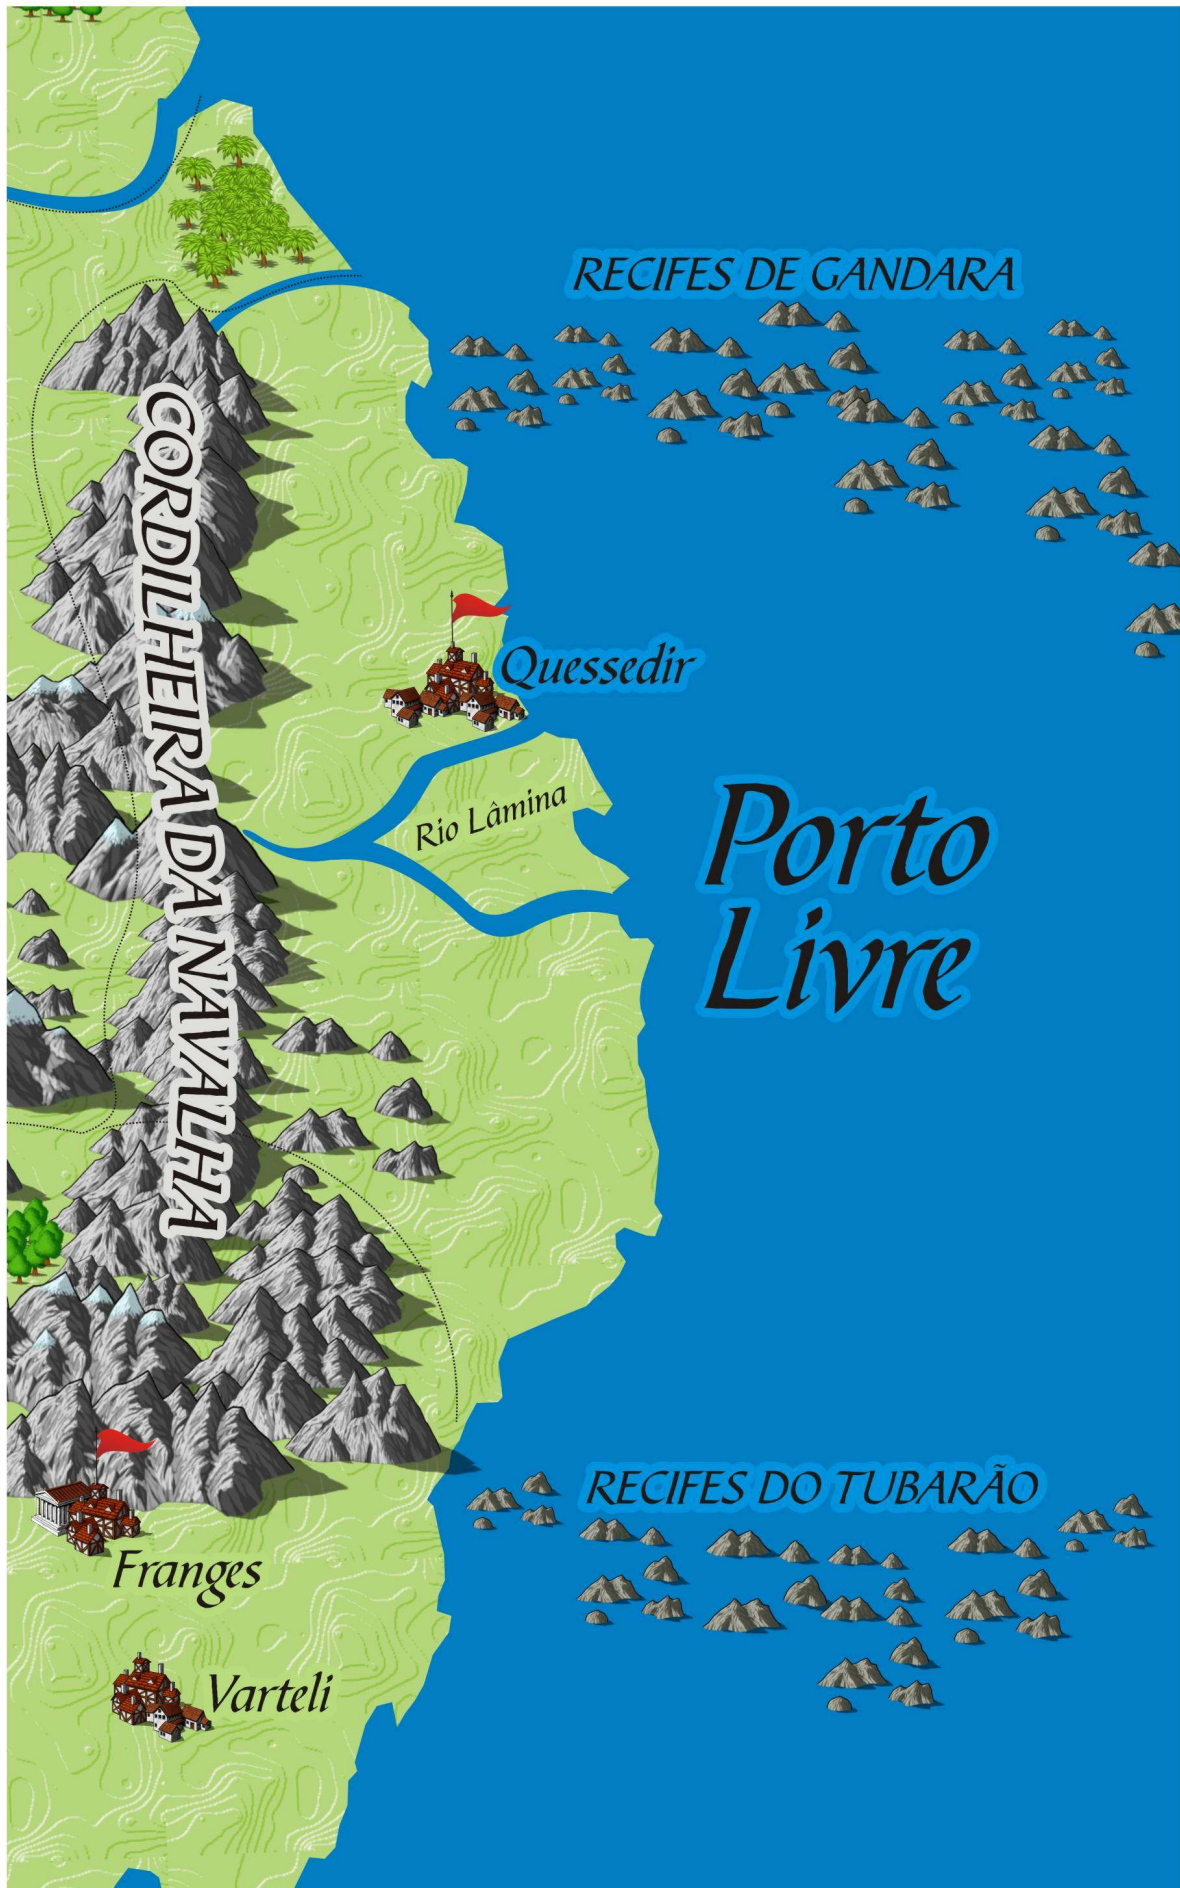 RECIFES DE GANDARA
CORDILHEIRA DA NAVALHA
Quessedir
Rio Lâmina
Porto
Livre
RECIFES DO TUBARÃO
Franges
Varteli